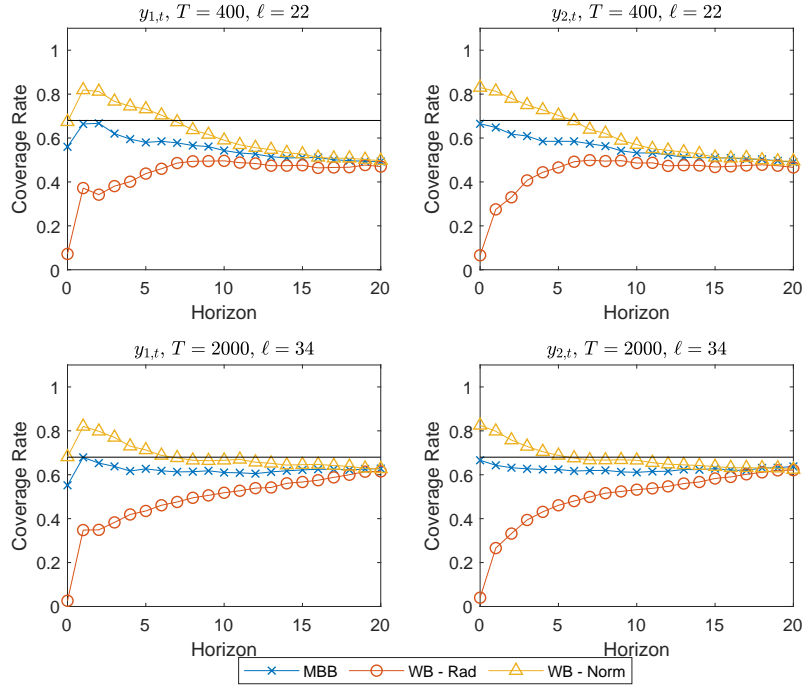 y1,t, T = 400, ℓ = 22
1
0.8
0.6
0.4
0.2
0
Coverage Rate
0 5 10 15 20
Horizon
y2,t, T = 400, ℓ = 22
1
0.8
0.6
0.4
0.2
0
Coverage Rate
0 5 10 15 20
Horizon
y1,t, T = 2000, ℓ = 34
1
0.8
0.6
0.4
0.2
0
Coverage Rate
0 5 10 15 20
Horizon
y2,t, T = 2000, ℓ = 34
1
0.8
0.6
0.4
0.2
0
Coverage Rate
0 5 10 15 20
Horizon
MBB WB - Rad WB - Norm